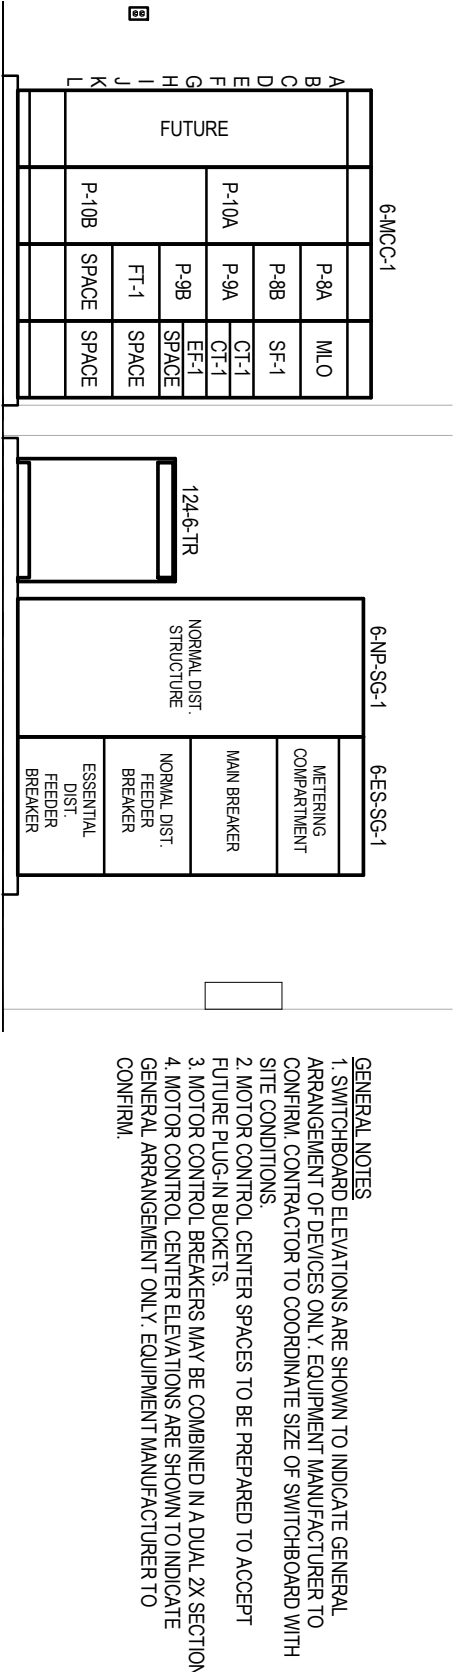 6-MCC-1
A
B
C
D
E
F
G
H
I
J
K
L
FUTURE
P-10A
P-10B
P-8A
P-8B
P-9A
P-9B
FT-1
SPACE
MLO
SF-1
CT-1
CT-1
EF-1
SPACE
SPACE
SPACE
124-6-TR
6-NP-SG-1
NORMAL DIST.
STRUCTURE
6-ES-SG-1
METERING
COMPARTMENT
MAIN BREAKER
NORMAL DIST.
FEEDER
BREAKER
ESSENTIAL
DIST.
FEEDER
BREAKER
GENERAL NOTES
1. SWITCHBOARD ELEVATIONS ARE SHOWN TO INDICATE GENERAL
ARRANGEMENT OF DEVICES ONLY. EQUIPMENT MANUFACTURER TO
CONFIRM. CONTRACTOR TO COORDINATE SIZE OF SWITCHBOARD WITH
SITE CONDITIONS.
2. MOTOR CONTROL CENTER SPACES TO BE PREPARED TO ACCEPT
FUTURE PLUG-IN BUCKETS.
3. MOTOR CONTROL BREAKERS MAY BE COMBINED IN A DUAL 2X SECTION
4. MOTOR CONTROL CENTER ELEVATIONS ARE SHOWN TO INDICATE
GENERAL ARRANGEMENT ONLY. EQUIPMENT MANUFACTURER TO
CONFIRM.